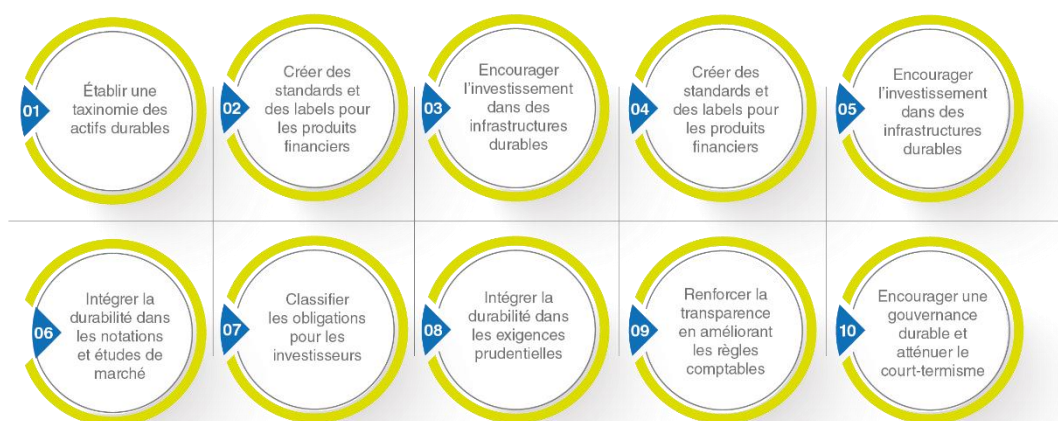 01
Établir une
taxinomie des
actifs durables
02
Créer des
standards et
des labels pour
les produits
financiers
03
Encourager
l'investissement
dans des
infrastructures
durables
04
Créer des
standards et
des labels pour
les produits
financiers
05
Encourager
l'investissement
dans des
infrastructures
durables
06
Intégrer la
durabilité dans
les notations
et études de
marché
07
Classifier
les obligations
pour les
investisseurs
08
Intégrer la
durabilité dans
les exigences
prudentielles
09
Renforcer la
transparence
en améliorant
les règles
comptables
10
Encourager une
gouvernance
durable et
atténuer le
court-termisme